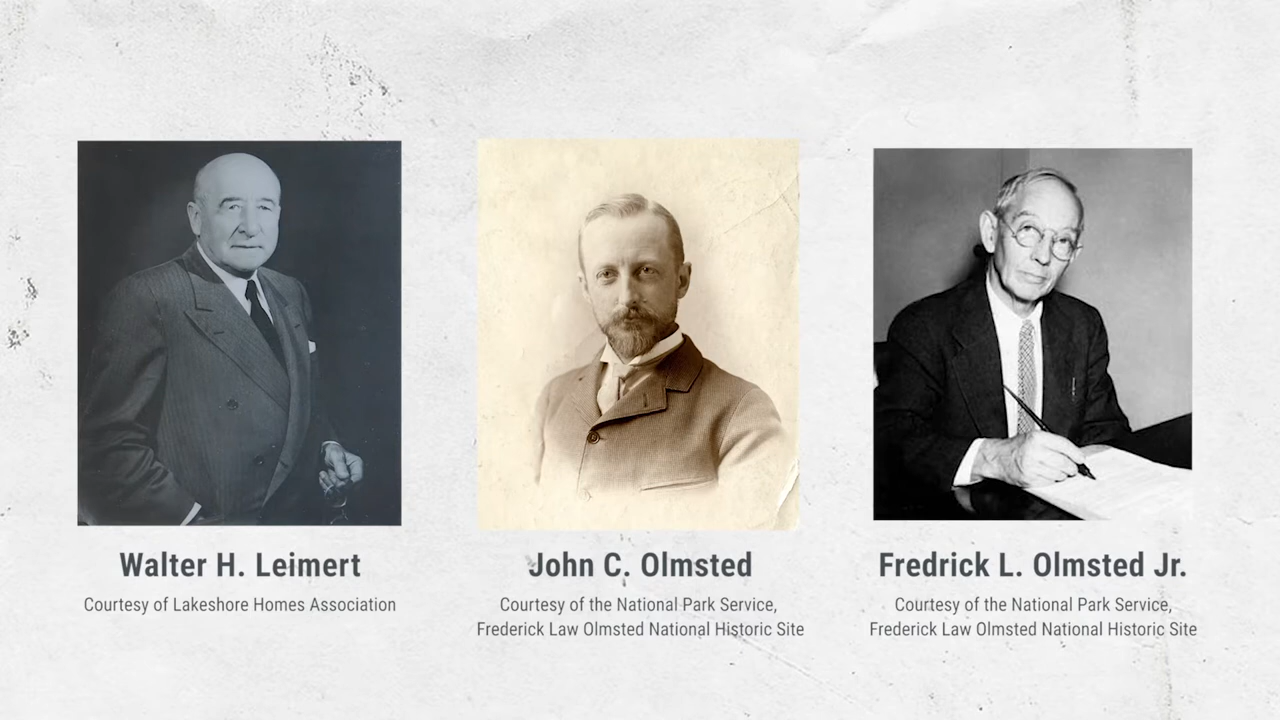 Walter H. Leimert
Courtesy of Lakeshore Homes Association
John C. Olmsted
Courtesy of the National Park Service,
Frederick Law Olmsted National Historic Site
Fredrick L. Olmsted Jr.
Courtesy of the National Park Service,
Frederick Law Olmsted National Historic Site